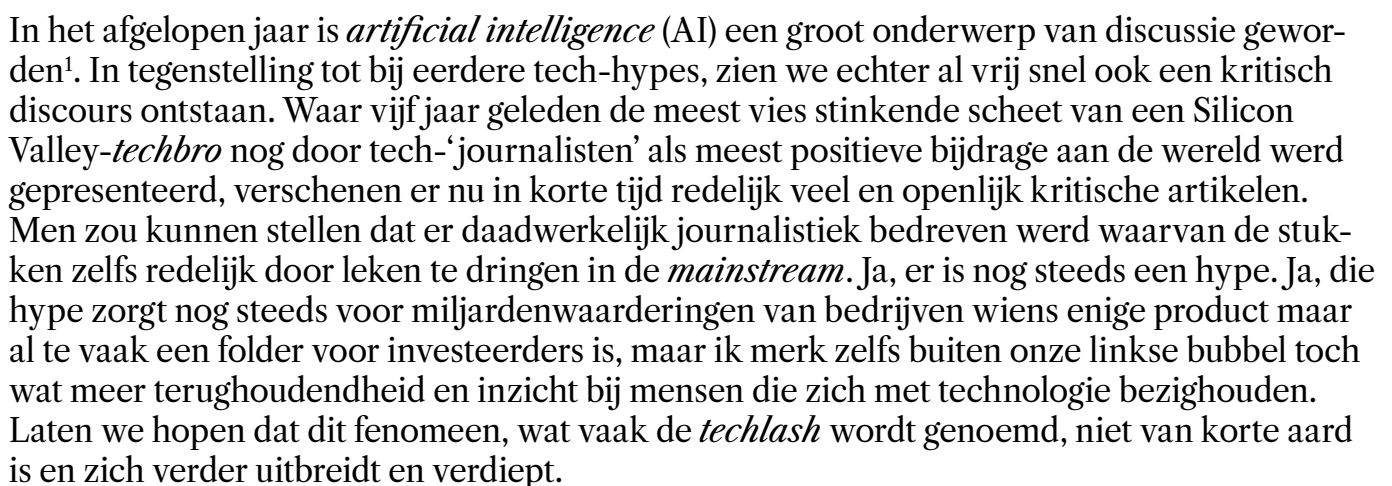 In het afgelopen jaar is artificial intelligence (AI) een groot onderwerp van discussie gewor-
den¹. In tegenstelling tot bij eerdere tech-hypes, zien we echter al vrij snel ook een kritisch
discours ontstaan. Waar vijf jaar geleden de meest vies stinkende scheet van een Silicon
Valley-techbro nog door tech-‘journalisten’ als meest positieve bijdrage aan de wereld werd
gepresenteerd, verschenen er nu in korte tijd redelijk veel en openlijk kritische artikelen.
Men zou kunnen stellen dat er daadwerkelijk journalistiek bedreven werd waarvan de stuk-
ken zelfs redelijk door leken te dringen in de mainstream. Ja, er is nog steeds een hype. Ja, die
hype zorgt nog steeds voor miljardenwaarderingen van bedrijven wiens enige product maar
al te vaak een folder voor investeerders is, maar ik merk zelfs buiten onze linkse bubbel toch
wat meer terughoudendheid en inzicht bij mensen die zich met technologie bezighouden.
Laten we hopen dat dit fenomeen, wat vaak de techlash wordt genoemd, niet van korte aard
is en zich verder uitbreidt en verdiept.